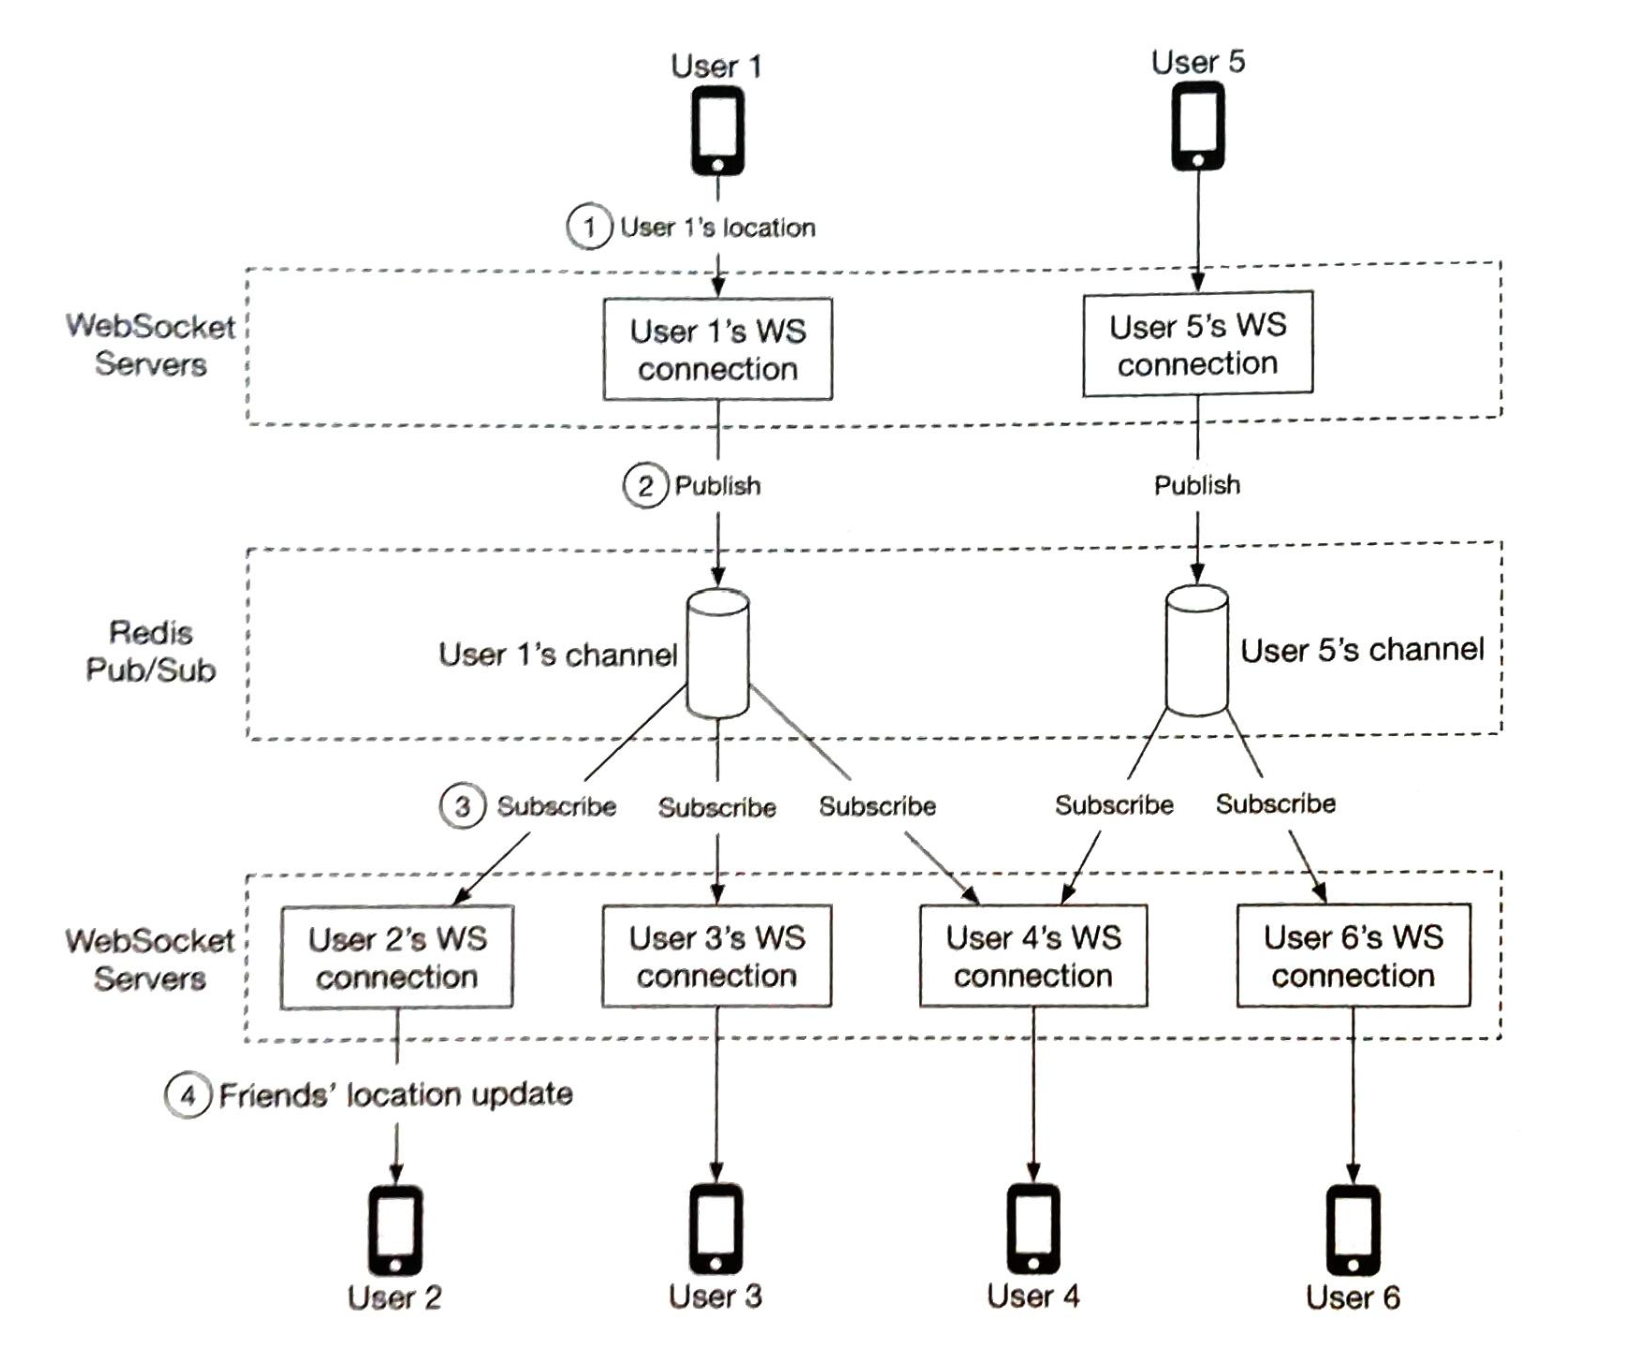 User 1
User 5
1 User 1's location
WebSocket
Servers
User 1's WS
connection
User 5's WS
connection
2 Publish
Publish
Redis
Pub/Sub
User 1's channel
User 5's channel
3 Subscribe
Subscribe
Subscribe
Subscribe
Subscribe
WebSocket
Servers
User 2's WS
connection
User 3's WS
connection
User 4's WS
connection
User 6's WS
connection
4 Friends' location update
User 2
User 3
User 4
User 6